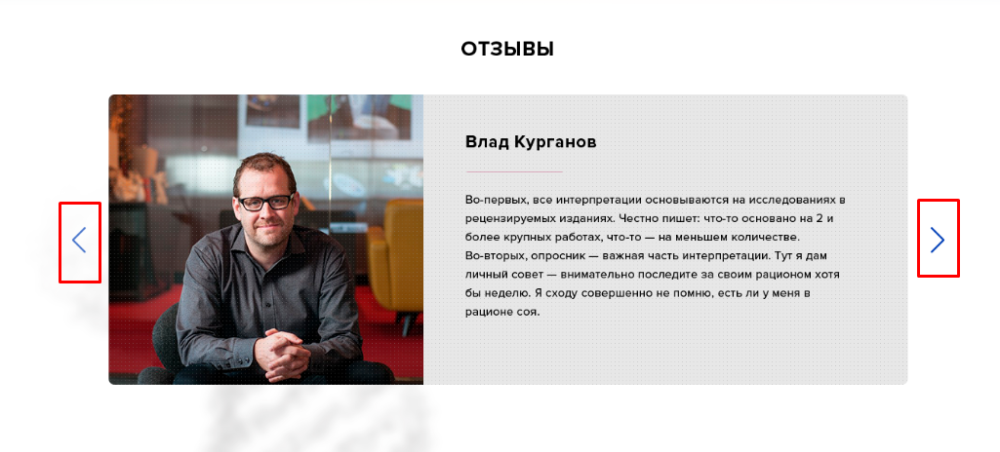 ОТЗЫВЫ
Влад Курганов
Во-первых, все интерпретации основываются на исследованиях в
рецензируемых изданиях. Честно пишет: что-то основано на 2 и
более крупных работах, что-то — на меньшем количестве.
Во-вторых, опросник — важная часть интерпретации. Тут я дам
личный совет — внимательно последите за своим рационом хотя
бы неделю. Я сходу совершенно не помню, есть ли у меня в
рационе соя.